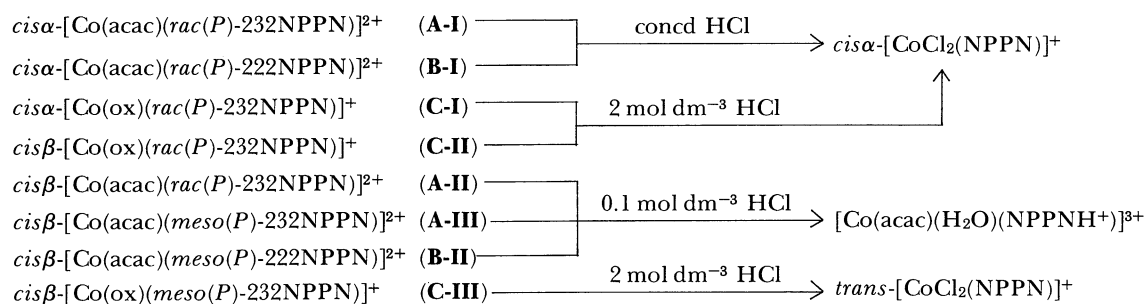 cisα-[Co(acac)(rac(P)-232NPPN)]²⁺ (A-I)
concd HCl
cisα-[CoCl₂(NPPN)]⁺
cisα-[Co(acac)(rac(P)-222NPPN)]²⁺ (B-I)
cisα-[Co(ox)(rac(P)-232NPPN)]⁺ (C-I)
2 mol dm⁻³ HCl
cisβ-[Co(ox)(rac(P)-232NPPN)]⁺ (C-II)
cisβ-[Co(acac)(rac(P)-232NPPN)]²⁺ (A-II)
0.1 mol dm⁻³ HCl
cisβ-[Co(acac)(meso(P)-232NPPN)]²⁺ (A-III)
[Co(acac)(H₂O)(NPPNH⁺)]³⁺
cisβ-[Co(acac)(meso(P)-222NPPN)]²⁺ (B-II)
2 mol dm⁻³ HCl
cisβ-[Co(ox)(meso(P)-232NPPN)]⁺ (C-III)
trans-[CoCl₂(NPPN)]⁺